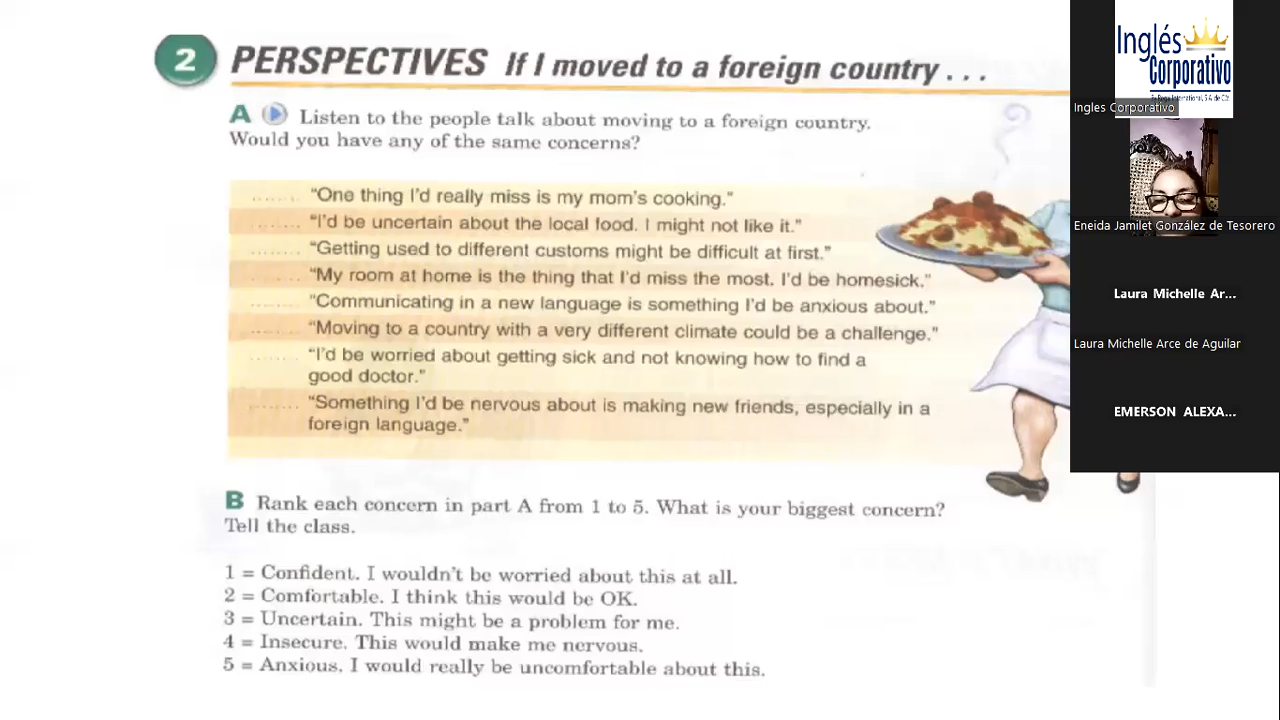 2 PERSPECTIVES If I moved to a foreign country . . .
A Listen to the people talk about moving to a foreign country.
Would you have any of the same concerns?
........ "One thing I'd really miss is my mom's cooking."
........ "I'd be uncertain about the local food. I might not like it."
........ "Getting used to different customs might be difficult at first."
........ "My room at home is the thing that I'd miss the most. I'd be homesick."
........ "Communicating in a new language is something I'd be anxious about."
........ "Moving to a country with a very different climate could be a challenge."
........ "I'd be worried about getting sick and not knowing how to find a
good doctor."
........ "Something I'd be nervous about is making new friends, especially in a
foreign language."
B Rank each concern in part A from 1 to 5. What is your biggest concern?
Tell the class.
1 = Confident. I wouldn't be worried about this at all.
2 = Comfortable. I think this would be OK.
3 = Uncertain. This might be a problem for me.
4 = Insecure. This would make me nervous.
5 = Anxious. I would really be uncomfortable about this.
Inglés
Corporativo
Ingles Corporativo
Eneida Jamilet González de Tesorero
Laura Michelle Ar...
Laura Michelle Arce de Aguilar
EMERSON ALEXA...